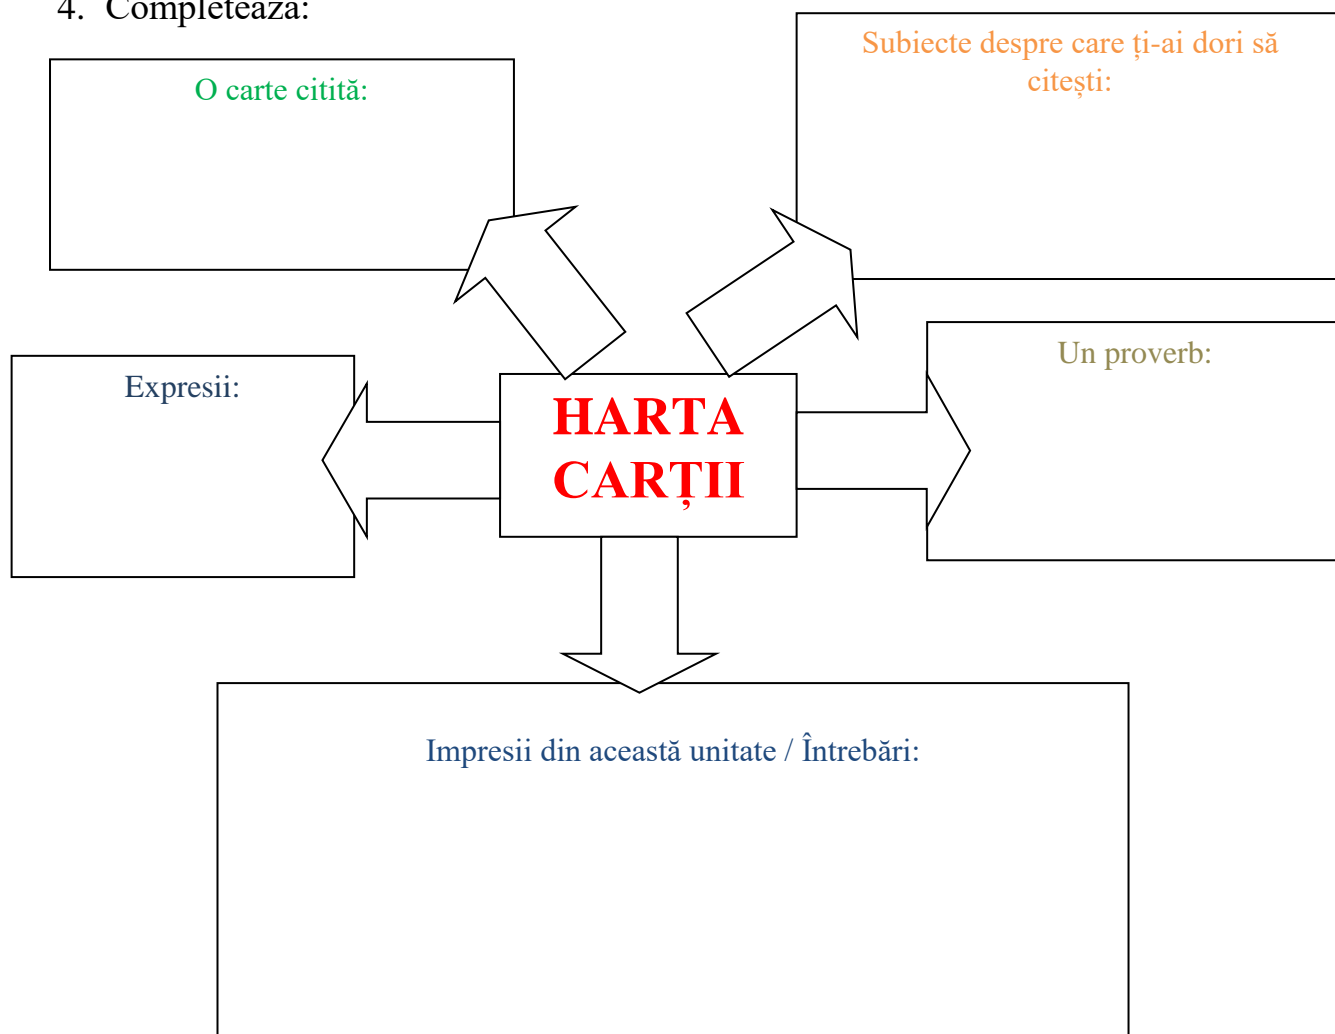 4. Completează:
Subiecte despre care ți-ai dori să
citești:
O carte citită:
Un proverb:
Expresii:
HARTA
CARȚII
Impresii din această unitate / Întrebări: